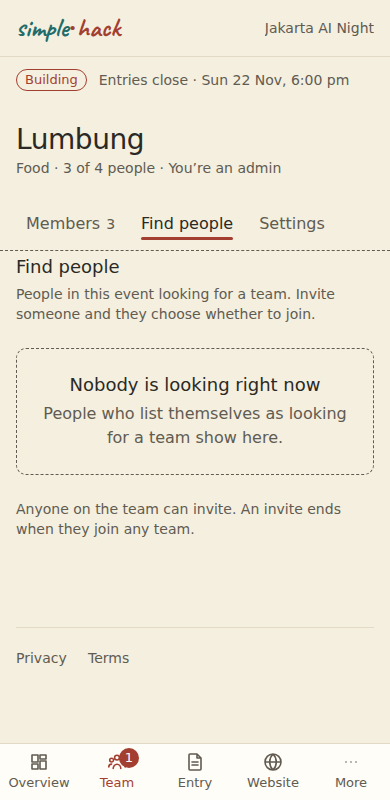 simple·hack
Jakarta AI Night
Building
Entries close · Sun 22 Nov, 6:00 pm
Lumbung
Food · 3 of 4 people · You’re an admin
Members 3
Find people
Settings
Find people
People in this event looking for a team. Invite
someone and they choose whether to join.
Nobody is looking right now
People who list themselves as looking
for a team show here.
Anyone on the team can invite. An invite ends
when they join any team.
Privacy
Terms
1
Overview
Team
Entry
Website
More